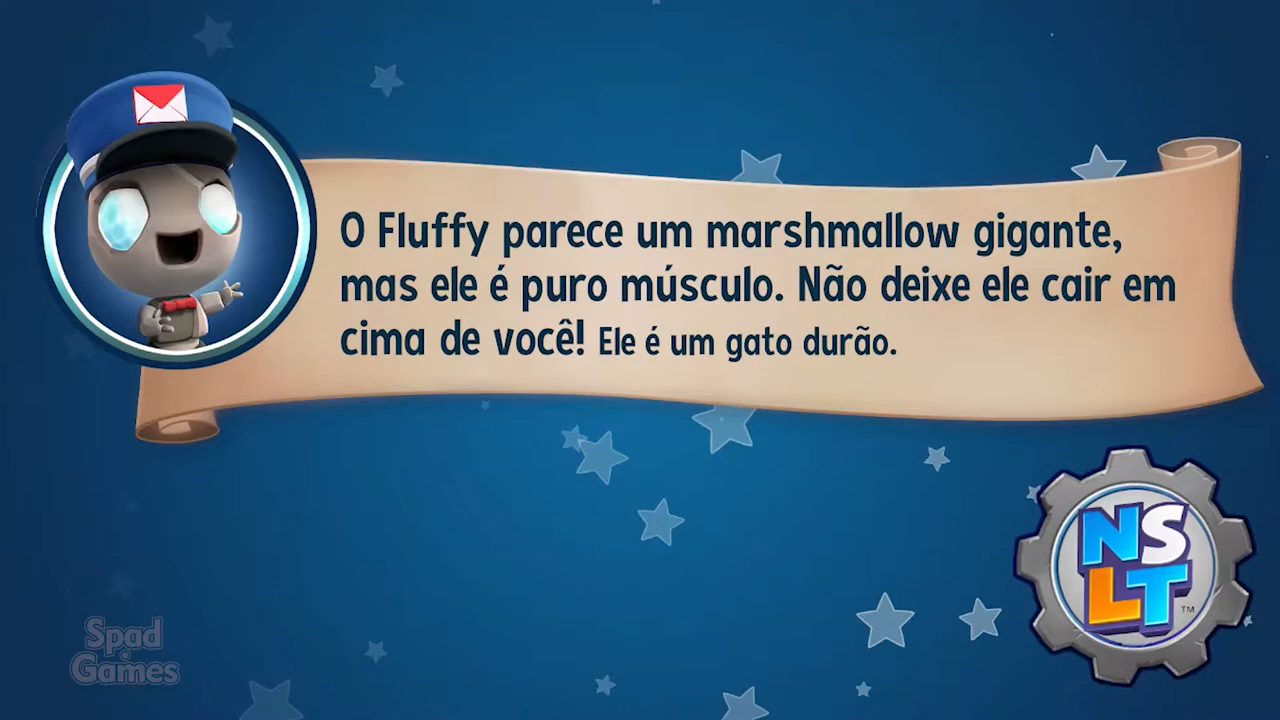 O Fluffy parece um marshmallow gigante,
mas ele é puro músculo. Não deixe ele cair em
cima de você! Ele é um gato durão.
NS
LT
TM
Spad
Games